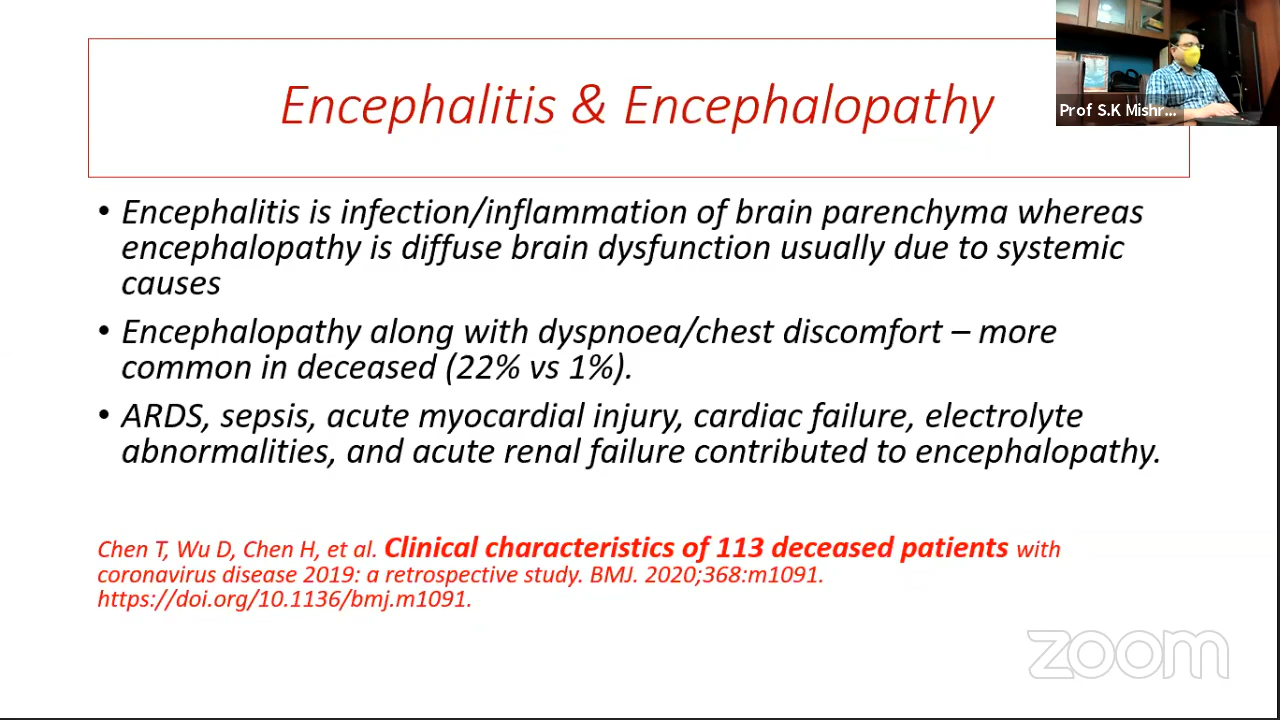 Encephalitis & Encephalopathy
Prof S.K Mishr...
• Encephalitis is infection/inflammation of brain parenchyma whereas
encephalopathy is diffuse brain dysfunction usually due to systemic
causes
• Encephalopathy along with dyspnoea/chest discomfort – more
common in deceased (22% vs 1%).
• ARDS, sepsis, acute myocardial injury, cardiac failure, electrolyte
abnormalities, and acute renal failure contributed to encephalopathy.
Chen T, Wu D, Chen H, et al. Clinical characteristics of 113 deceased patients with
coronavirus disease 2019: a retrospective study. BMJ. 2020;368:m1091.
https://doi.org/10.1136/bmj.m1091.
zoom